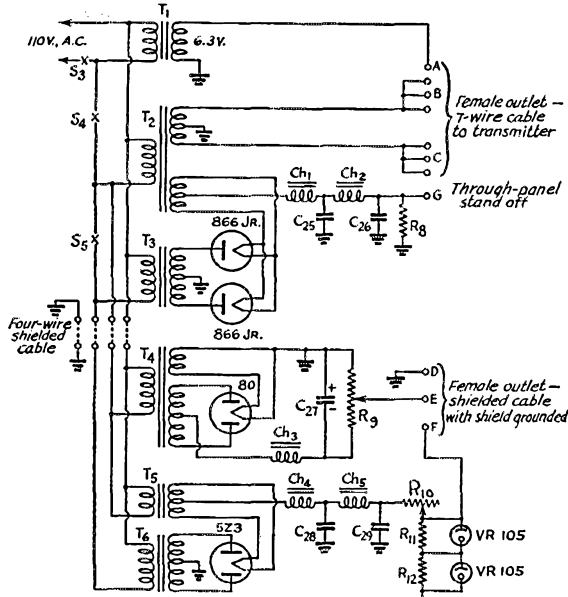 T1
110V., A.C.
6.3V.
S3
A
B
C
Female outlet –
7-wire cable
to transmitter
S4
T2
Ch1
Ch2
G
Through-panel
stand off
C25
C26
R8
S5
866 JR.
T3
866 JR.
Four-wire
shielded
cable
T4
80
C27
+
–
R9
D
E
F
Female outlet –
shielded cable
with shield grounded
Ch3
T5
Ch4
Ch5
R10
T6
5Z3
C28
C29
R11
VR 105
R12
VR 105